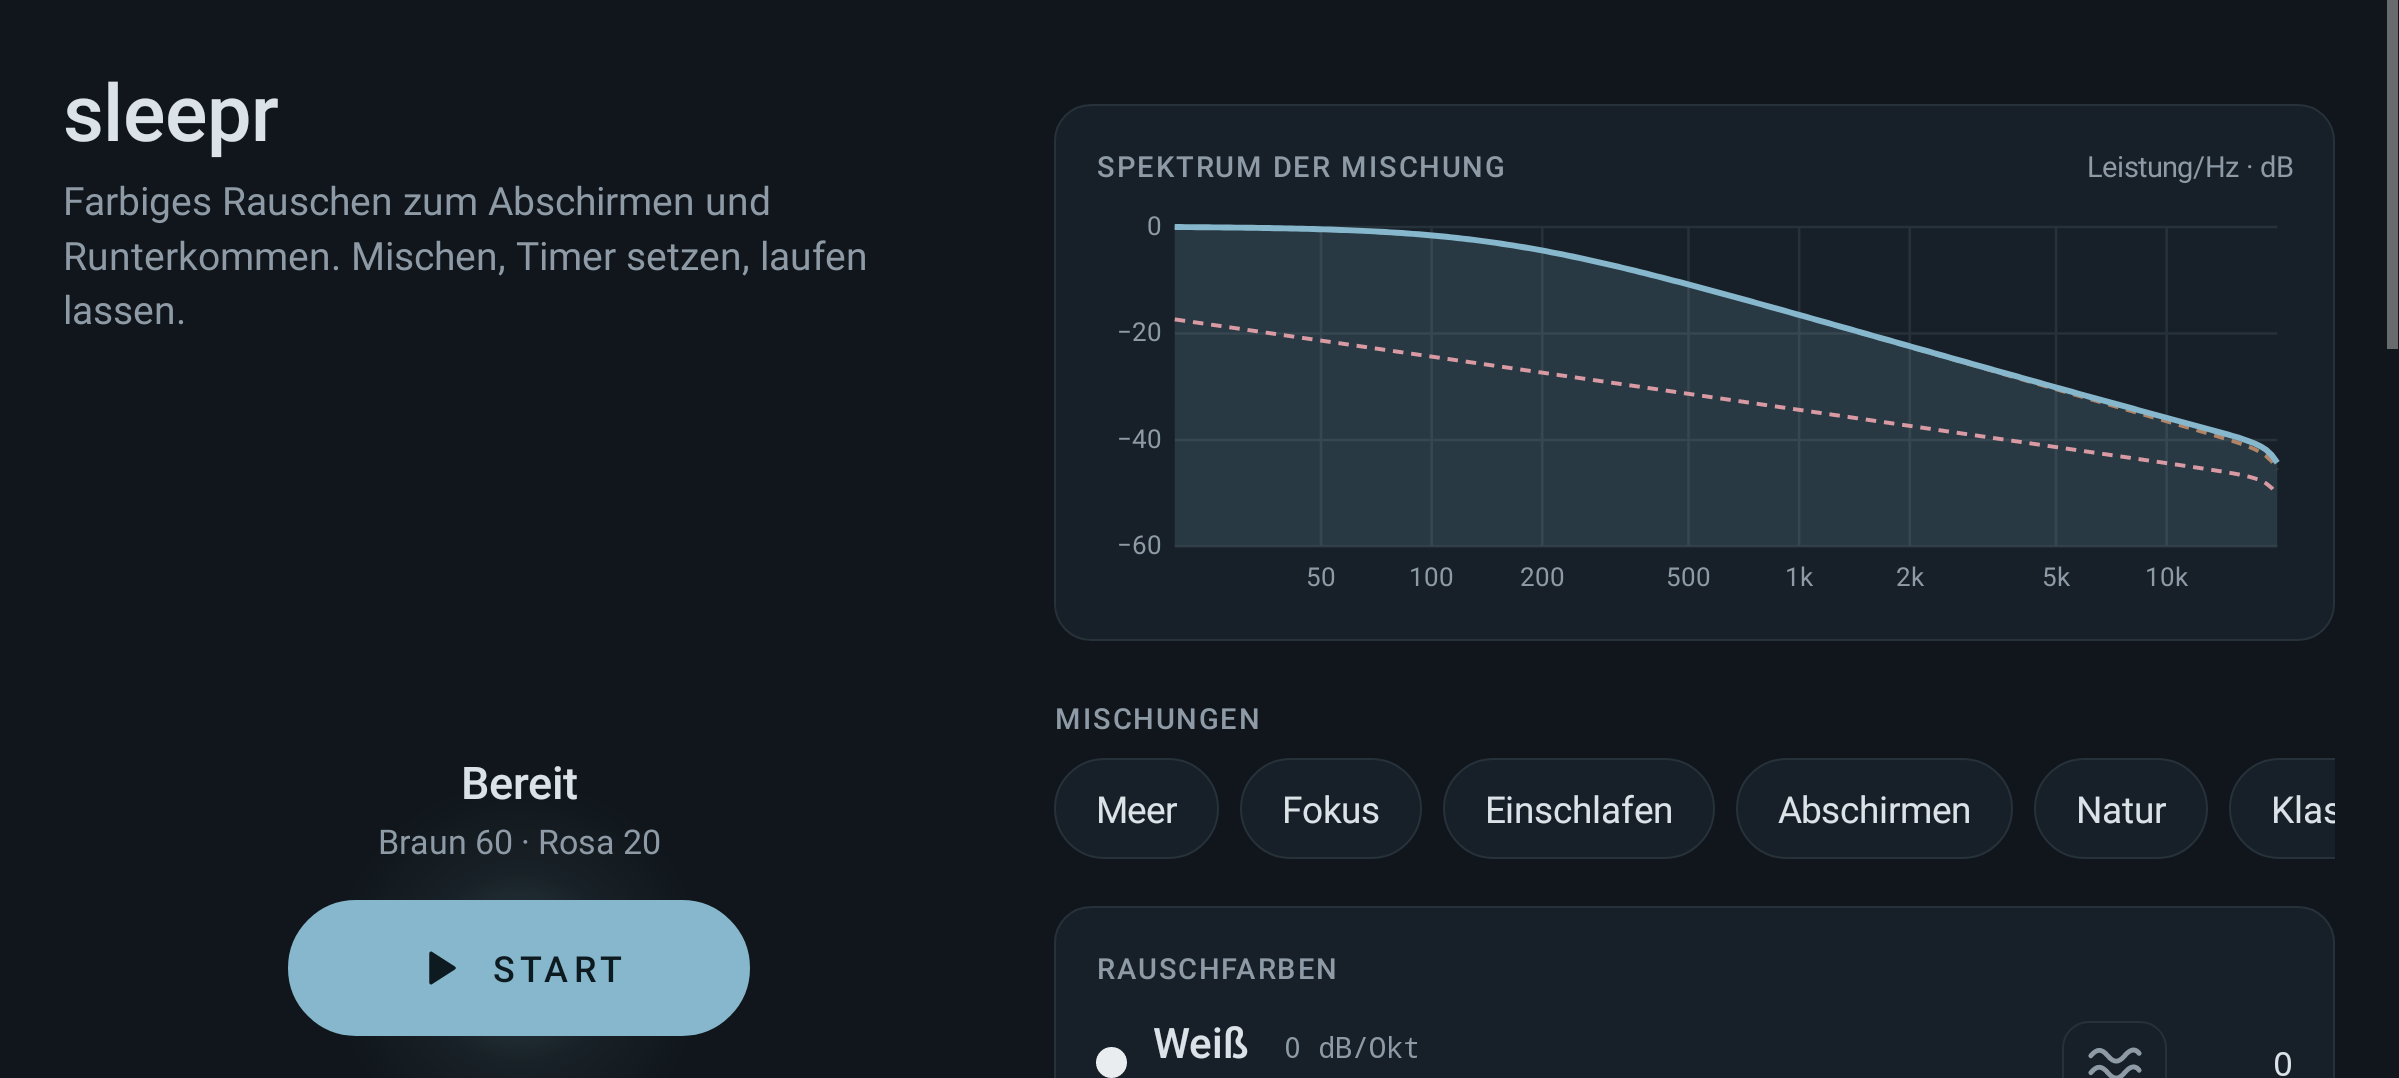 sleepr
Farbiges Rauschen zum Abschirmen und
Runterkommen. Mischen, Timer setzen, laufen
lassen.
Bereit
Braun 60 · Rosa 20
START
SPEKTRUM DER MISCHUNG
Leistung/Hz · dB
0
−20
−40
−60
50 100 200 500 1k 2k 5k 10k
MISCHUNGEN
Meer Fokus Einschlafen Abschirmen Natur Klas
RAUSCHFARBEN
Weiß 0 dB/Okt 0